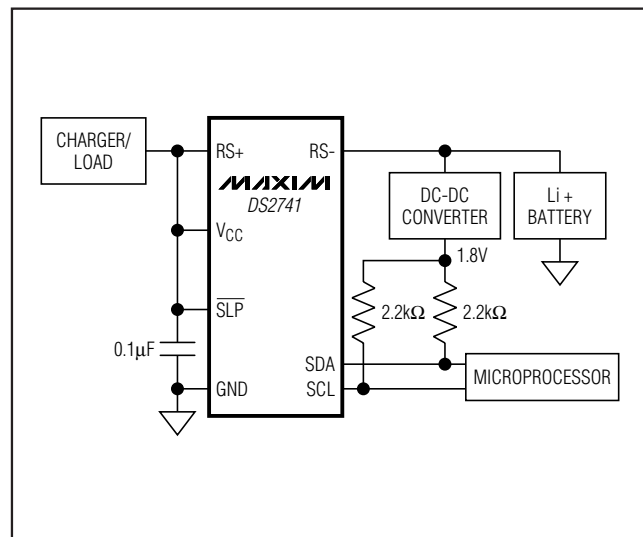 CHARGER/
LOAD
RS+
RS-
MAXIM
DS2741
VCC
SLP
0.1μF
GND
DC-DC
CONVERTER
Li +
BATTERY
1.8V
2.2kΩ
2.2kΩ
SDA
SCL
MICROPROCESSOR